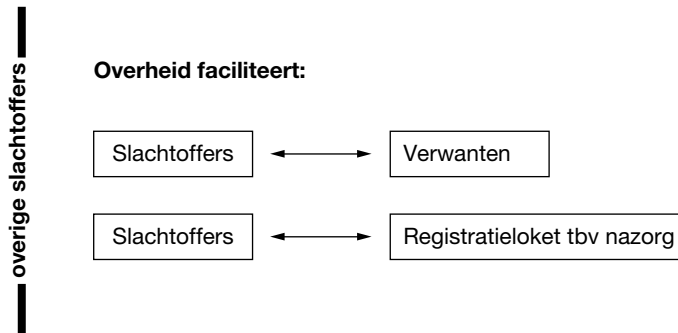 overige slachtoffers
Overheid faciliteert:
Slachtoffers
Verwanten
Slachtoffers
Registratieloket tbv nazorg